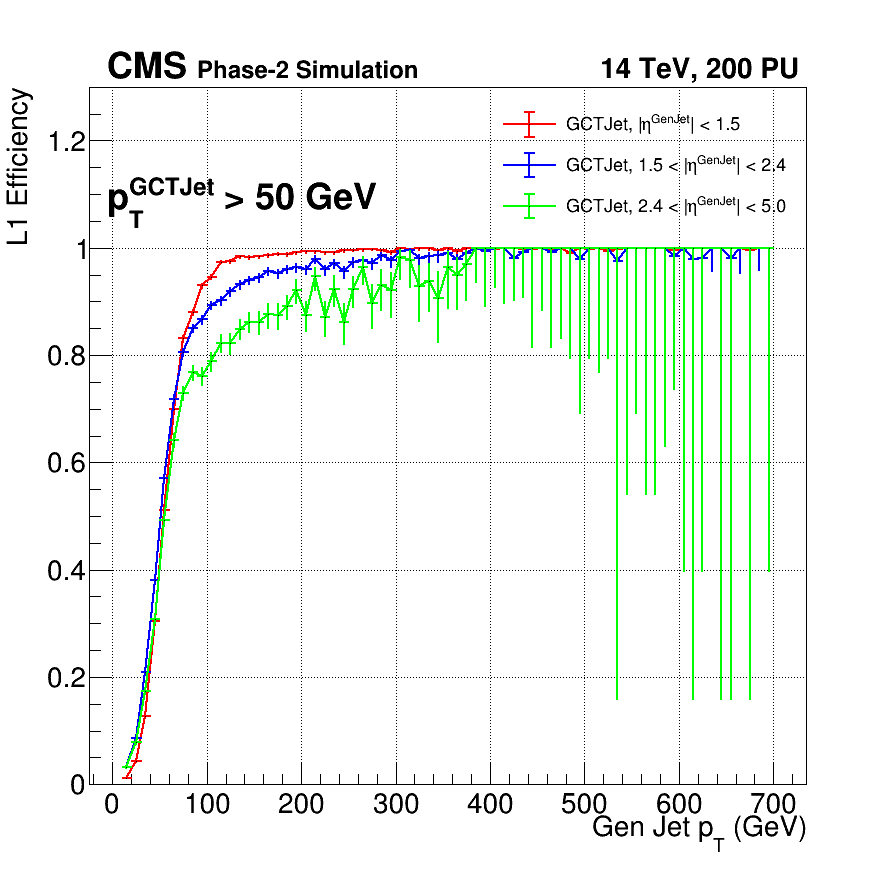 CMS Phase-2 Simulation 14 TeV, 200 PU
L1 Efficiency
GCTJet, |η^GenJet| < 1.5
GCTJet, 1.5 < |η^GenJet| < 2.4
GCTJet, 2.4 < |η^GenJet| < 5.0
p_T^GCTJet > 50 GeV
1.2
1
0.8
0.6
0.4
0.2
0
0 100 200 300 400 500 600 700
Gen Jet p_T (GeV)